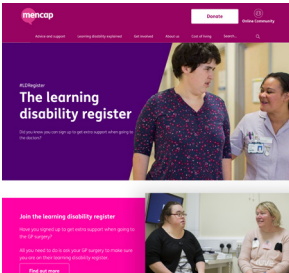 mencap
Donate
Online Community
Advice and support
Learning disability explained
Get involved
About us
Cost of living
Search...
#LDRegister
The learning
disability register
Did you know you can sign up to get extra support when going to
the doctors?
Join the learning disability register
Have you signed up to get extra support when going to
the GP surgery?
All you need to do is ask your GP surgery to make sure
you are on their learning disability register.
Find out more